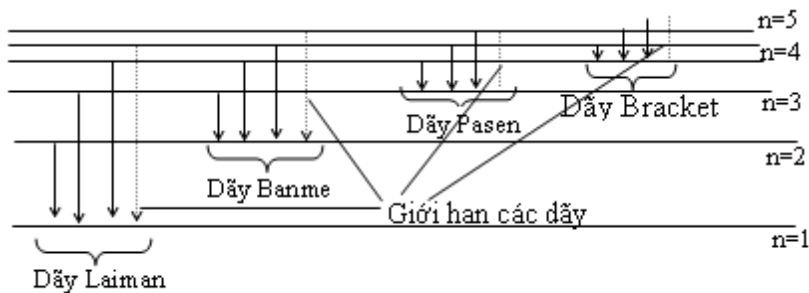 n=5
n=4
n=3
Dãy Bracket
Dãy Pasen
n=2
Dãy Banme
Giới han các dãy
n=1
Dãy Laiman